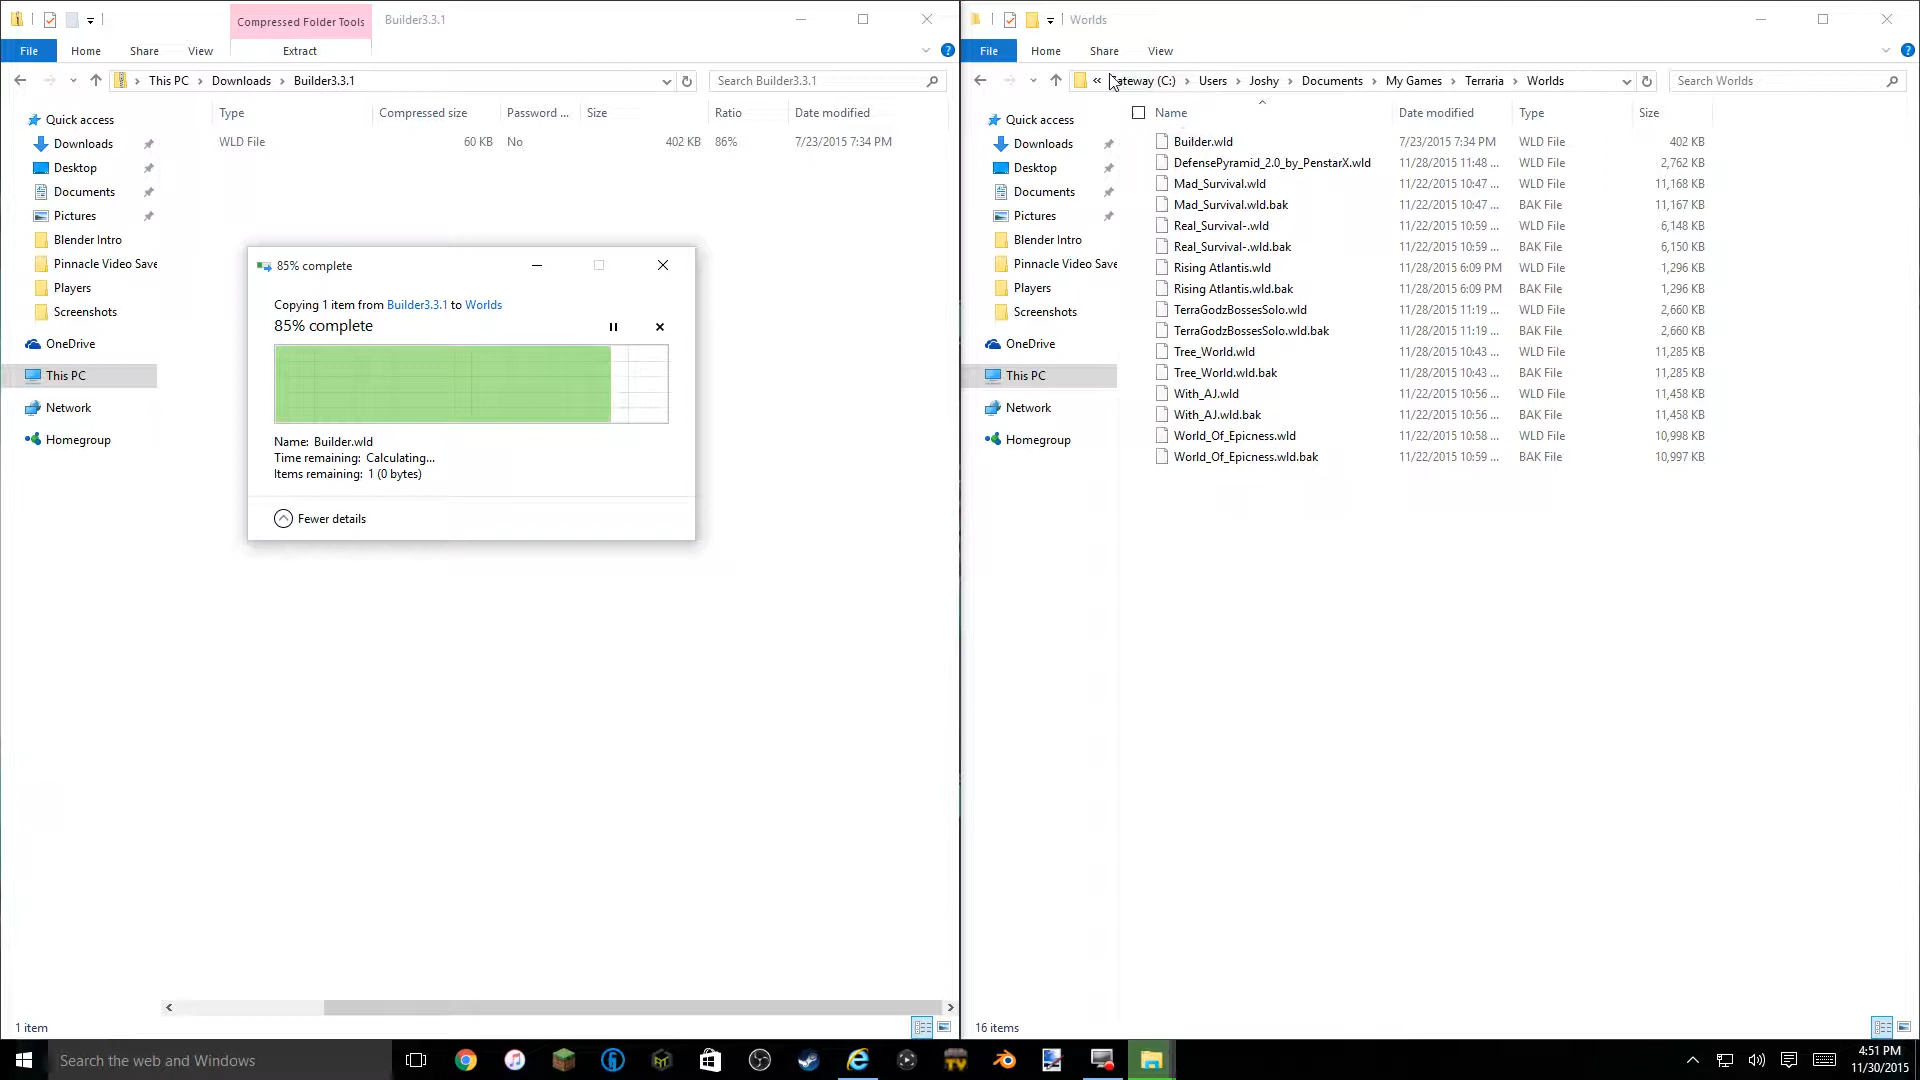 Compressed Folder Tools
Builder3.3.1
File Home Share View Extract
This PC > Downloads > Builder3.3.1
Search Builder3.3.1
Type Compressed size Password ... Size Ratio Date modified
WLD File 60 KB No 402 KB 86% 7/23/2015 7:34 PM
Quick access
Downloads
Desktop
Documents
Pictures
Blender Intro
Pinnacle Video Save
Players
Screenshots
OneDrive
This PC
Network
Homegroup
85% complete
Copying 1 item from Builder3.3.1 to Worlds
85% complete
Name: Builder.wld
Time remaining: Calculating...
Items remaining: 1 (0 bytes)
Fewer details
1 item
Worlds
File Home Share View
« ateway (C:) > Users > Joshy > Documents > My Games > Terraria > Worlds
Search Worlds
Quick access
Downloads
Desktop
Documents
Pictures
Blender Intro
Pinnacle Video Save
Players
Screenshots
OneDrive
This PC
Network
Homegroup
Name Date modified Type Size
Builder.wld 7/23/2015 7:34 PM WLD File 402 KB
DefensePyramid_2.0_by_PenstarX.wld 11/28/2015 11:48 ... WLD File 2,762 KB
Mad_Survival.wld 11/22/2015 10:47 ... WLD File 11,168 KB
Mad_Survival.wld.bak 11/22/2015 10:47 ... BAK File 11,167 KB
Real_Survival-.wld 11/22/2015 10:59 ... WLD File 6,148 KB
Real_Survival-.wld.bak 11/22/2015 10:59 ... BAK File 6,150 KB
Rising Atlantis.wld 11/28/2015 6:09 PM WLD File 1,296 KB
Rising Atlantis.wld.bak 11/28/2015 6:09 PM BAK File 1,296 KB
TerraGodzBossesSolo.wld 11/28/2015 11:19 ... WLD File 2,660 KB
TerraGodzBossesSolo.wld.bak 11/28/2015 11:19 ... BAK File 2,660 KB
Tree_World.wld 11/28/2015 10:43 ... WLD File 11,285 KB
Tree_World.wld.bak 11/28/2015 10:43 ... BAK File 11,285 KB
With_AJ.wld 11/22/2015 10:56 ... WLD File 11,458 KB
With_AJ.wld.bak 11/22/2015 10:56 ... BAK File 11,458 KB
World_Of_Epicness.wld 11/22/2015 10:58 ... WLD File 10,998 KB
World_Of_Epicness.wld.bak 11/22/2015 10:59 ... BAK File 10,997 KB
16 items
Search the web and Windows
TV
4:51 PM
11/30/2015